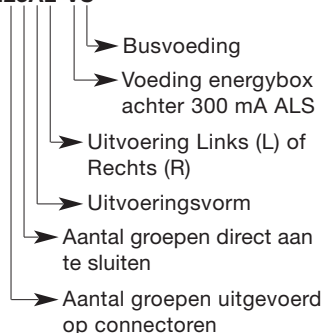 Busvoeding
Voeding energybox
achter 300 mA ALS
Uitvoering Links (L) of
Rechts (R)
Uitvoeringsvorm
Aantal groepen direct aan
te sluiten
Aantal groepen uitgevoerd
op connectoren